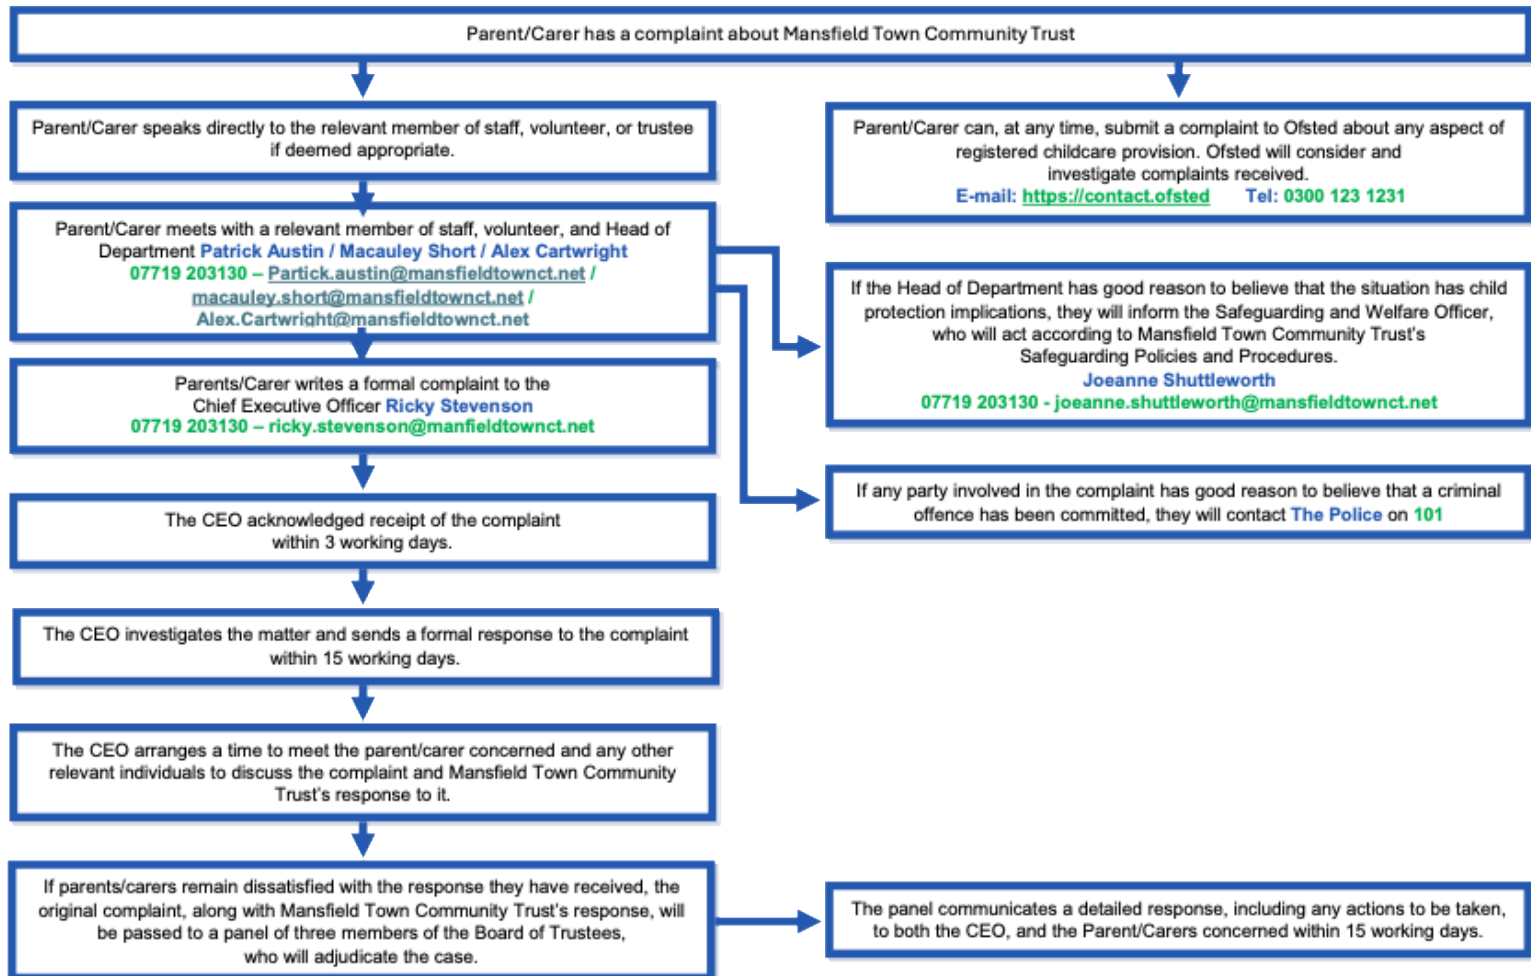 Parent/Carer has a complaint about Mansfield Town Community Trust
Parent/Carer speaks directly to the relevant member of staff, volunteer, or trustee
if deemed appropriate.
Parent/Carer can, at any time, submit a complaint to Ofsted about any aspect of
registered childcare provision. Ofsted will consider and
investigate complaints received.
E-mail: https://contact.ofsted Tel: 0300 123 1231
Parent/Carer meets with a relevant member of staff, volunteer, and Head of
Department Patrick Austin / Macauley Short / Alex Cartwright
07719 203130 – Partick.austin@mansfieldtownct.net /
macauley.short@mansfieldtownct.net /
Alex.Cartwright@mansfieldtownct.net
If the Head of Department has good reason to believe that the situation has child
protection implications, they will inform the Safeguarding and Welfare Officer,
who will act according to Mansfield Town Community Trust's
Safeguarding Policies and Procedures.
Joeanne Shuttleworth
07719 203130 - joeanne.shuttleworth@mansfieldtownct.net
Parents/Carer writes a formal complaint to the
Chief Executive Officer Ricky Stevenson
07719 203130 – ricky.stevenson@manfieldtownct.net
If any party involved in the complaint has good reason to believe that a criminal
offence has been committed, they will contact The Police on 101
The CEO acknowledged receipt of the complaint
within 3 working days.
The CEO investigates the matter and sends a formal response to the complaint
within 15 working days.
The CEO arranges a time to meet the parent/carer concerned and any other
relevant individuals to discuss the complaint and Mansfield Town Community
Trust's response to it.
If parents/carers remain dissatisfied with the response they have received, the
original complaint, along with Mansfield Town Community Trust's response, will
be passed to a panel of three members of the Board of Trustees,
who will adjudicate the case.
The panel communicates a detailed response, including any actions to be taken,
to both the CEO, and the Parent/Carers concerned within 15 working days.